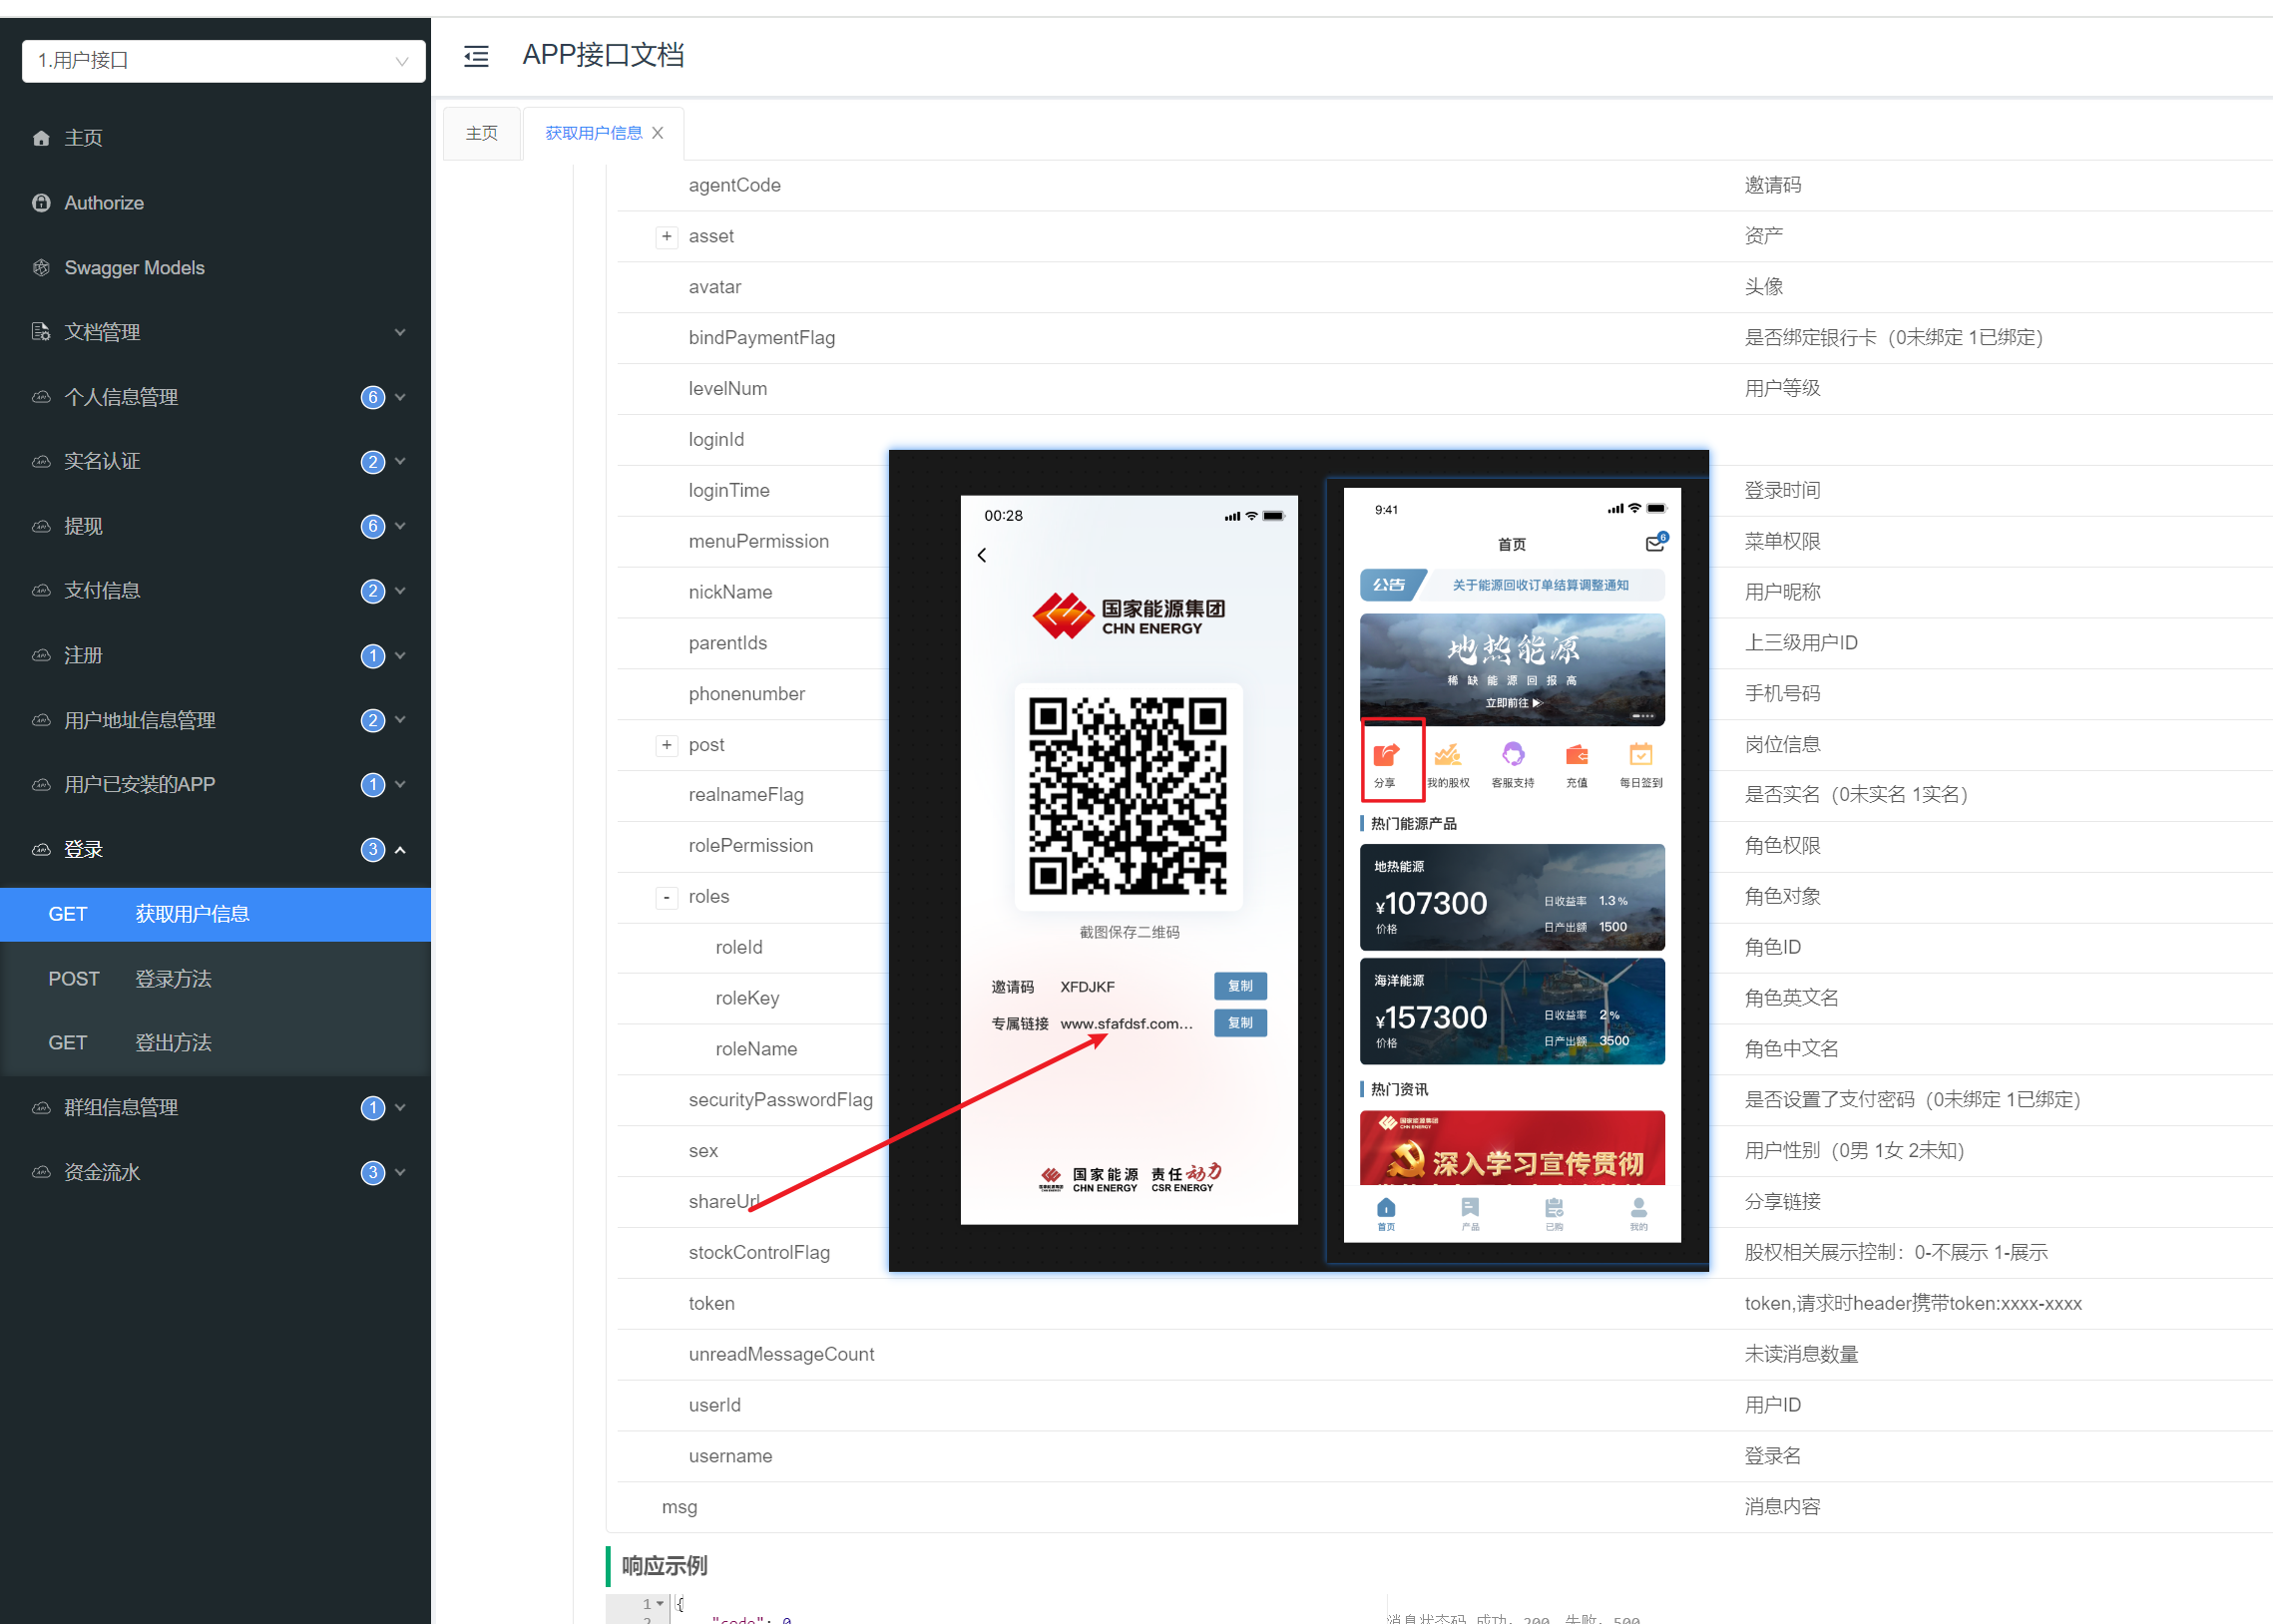 1.用户接口
主页
Authorize
Swagger Models
文档管理
个人信息管理 6
实名认证 2
提现 6
支付信息 2
注册 1
用户地址信息管理 2
用户已安装的APP 1
登录 3
GET 获取用户信息
POST 登录方法
GET 登出方法
群组信息管理 1
资金流水 3
APP接口文档
主页 获取用户信息
agentCode 邀请码
+ asset 资产
avatar 头像
bindPaymentFlag 是否绑定银行卡（0未绑定 1已绑定）
levelNum 用户等级
loginId
loginTime 登录时间
menuPermission 菜单权限
nickName 用户昵称
parentIds 上三级用户ID
phonenumber 手机号码
+ post 岗位信息
realnameFlag 是否实名（0未实名 1实名）
rolePermission 角色权限
- roles 角色对象
roleId 角色ID
roleKey 角色英文名
roleName 角色中文名
securityPasswordFlag 是否设置了支付密码（0未绑定 1已绑定）
sex 用户性别（0男 1女 2未知）
shareUrl 分享链接
stockControlFlag 股权相关展示控制：0-不展示 1-展示
token token,请求时header携带token:xxxx-xxxx
unreadMessageCount 未读消息数量
userId 用户ID
username 登录名
msg 消息内容
00:28
国家能源集团
CHN ENERGY
截图保存二维码
邀请码 XFDJKF 复制
专属链接 www.sfafdsf.com... 复制
国家能源 责任动力
CHN ENERGY CSR ENERGY
9:41
首页 6
公告 关于能源回收订单结算调整通知
地热能源
稀缺能源回报高
立即前往
分享 我的股权 客服支持 充值 每日签到
热门能源产品
地热能源
¥107300 日收益率 1.3%
价格 日产出额 1500
海洋能源
¥157300 日收益率 2%
价格 日产出额 3500
热门资讯
国家能源集团
CHN ENERGY
深入学习宣传贯彻
首页 产品 已购 我的
响应示例
1 {
2 "code": 0, 消息状态码 成功：200，失败：500